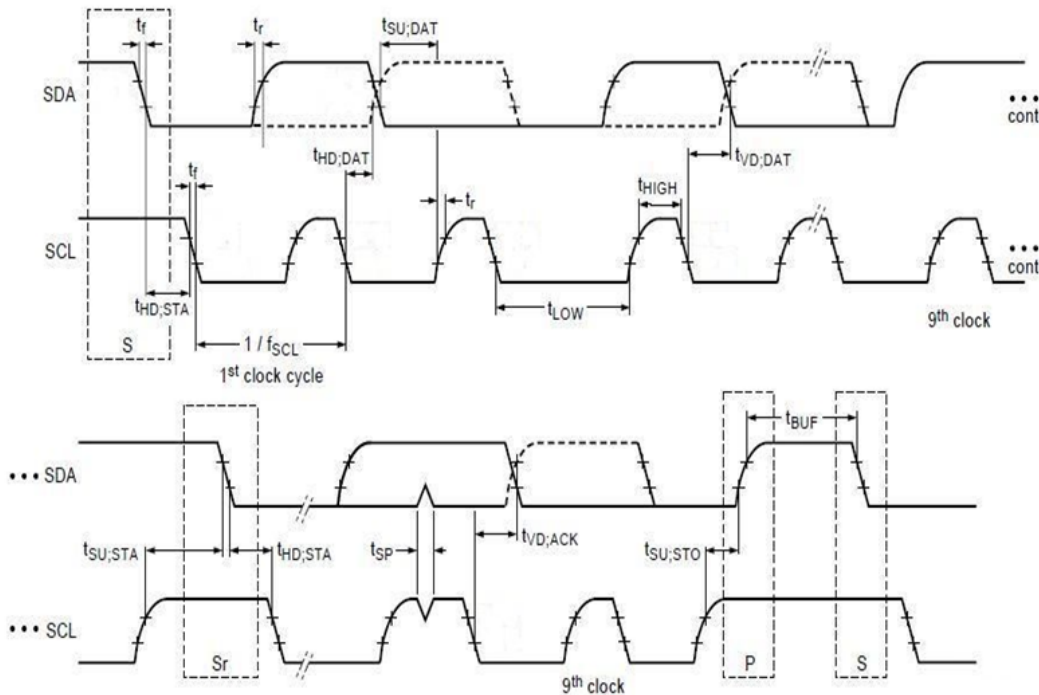 tf tr tSU;DAT
SDA
••• cont
tHD;DAT tVD;DAT
tf tr tHIGH
SCL
••• cont
tHD;STA tLOW
9th clock
S 1 / fSCL
1st clock cycle
tBUF
••• SDA
tSU;STA tHD;STA tSP tVD;ACK tSU;STO
••• SCL
Sr P S
9th clock